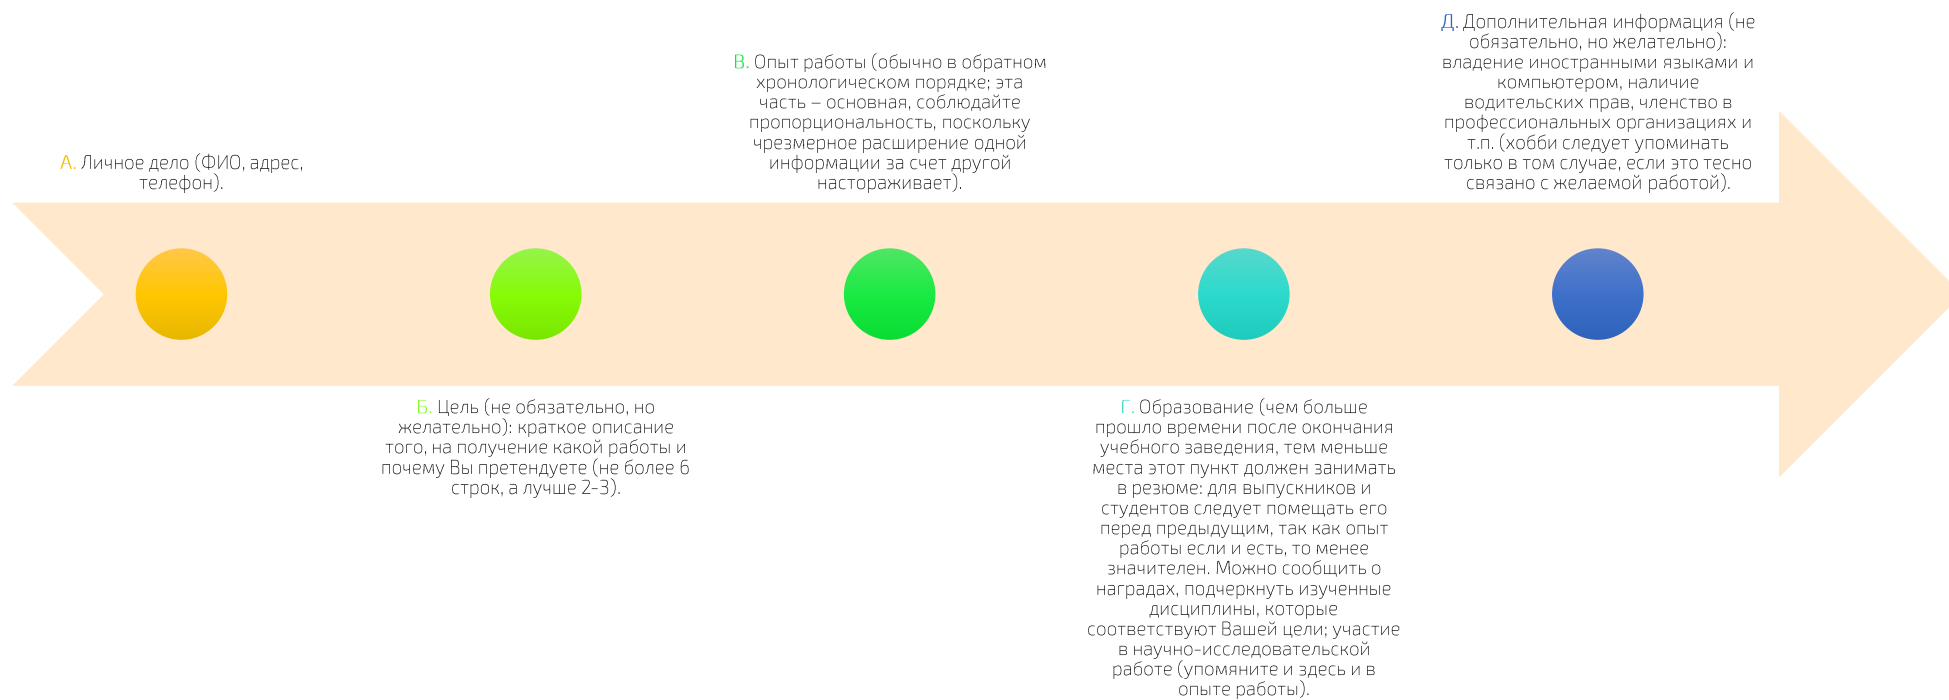 А. Личное дело (ФИО, адрес,
телефон).
Б. Цель (не обязательно, но
желательно): краткое описание
того, на получение какой работы и
почему Вы претендуете (не более 6
строк, а лучше 2-3).
В. Опыт работы (обычно в обратном
хронологическом порядке; эта
часть – основная, соблюдайте
пропорциональность, поскольку
чрезмерное расширение одной
информации за счет другой
настораживает).
Г. Образование (чем больше
прошло времени после окончания
учебного заведения, тем меньше
места этот пункт должен занимать
в резюме: для выпускников и
студентов следует помещать его
перед предыдущим, так как опыт
работы если и есть, то менее
значителен. Можно сообщить о
наградах, подчеркнуть изученные
дисциплины, которые
соответствуют Вашей цели; участие
в научно-исследовательской
работе (упомяните и здесь и в
опыте работы).
Д. Дополнительная информация (не
обязательно, но желательно):
владение иностранными языками и
компьютером, наличие
водительских прав, членство в
профессиональных организациях и
т.п. (хобби следует упоминать
только в том случае, если это тесно
связано с желаемой работой).